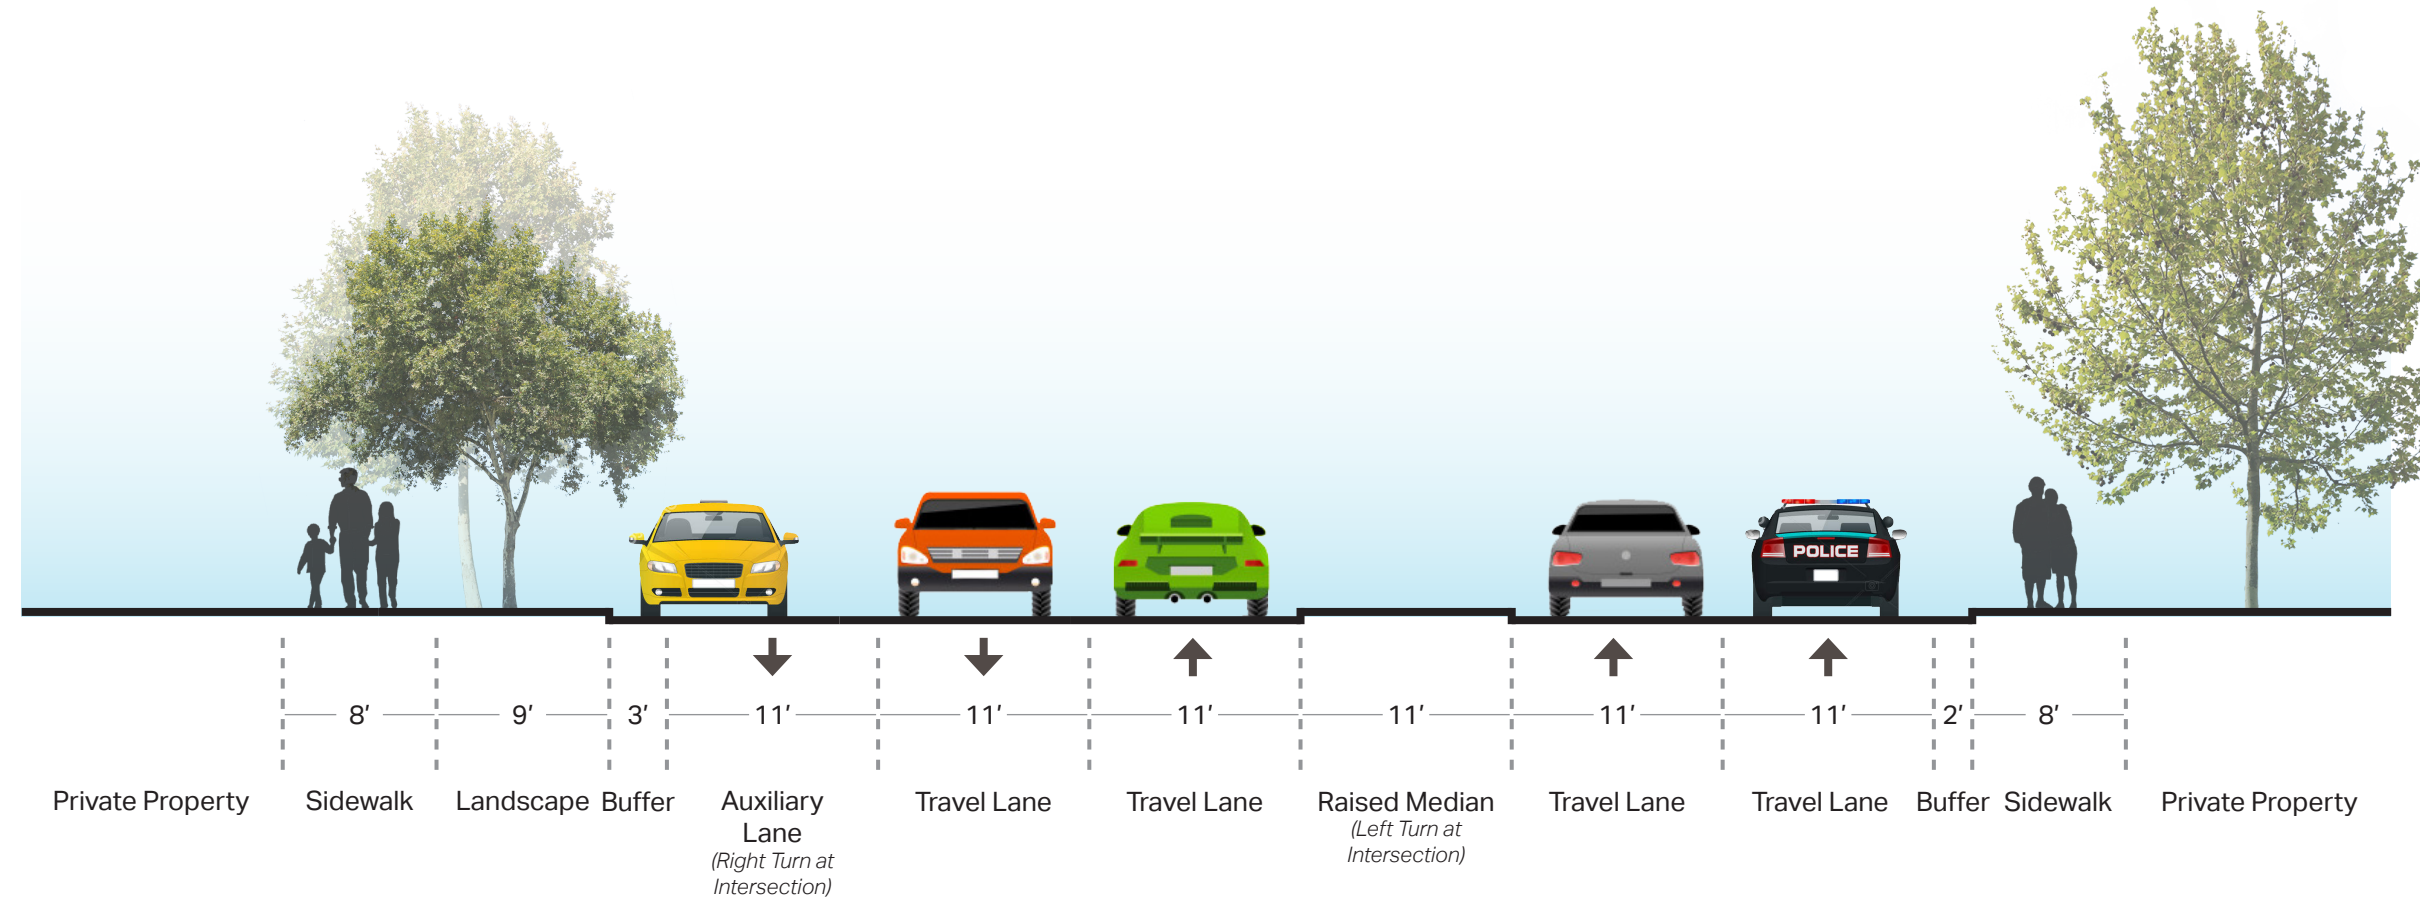 POLICE
8’
9’
3’
11’
11’
11’
11’
11’
11’
2’
8’
Private Property
Sidewalk
Landscape
Buffer
Auxiliary
Lane
(Right Turn at
Intersection)
Travel Lane
Travel Lane
Raised Median
(Left Turn at
Intersection)
Travel Lane
Travel Lane
Buffer
Sidewalk
Private Property